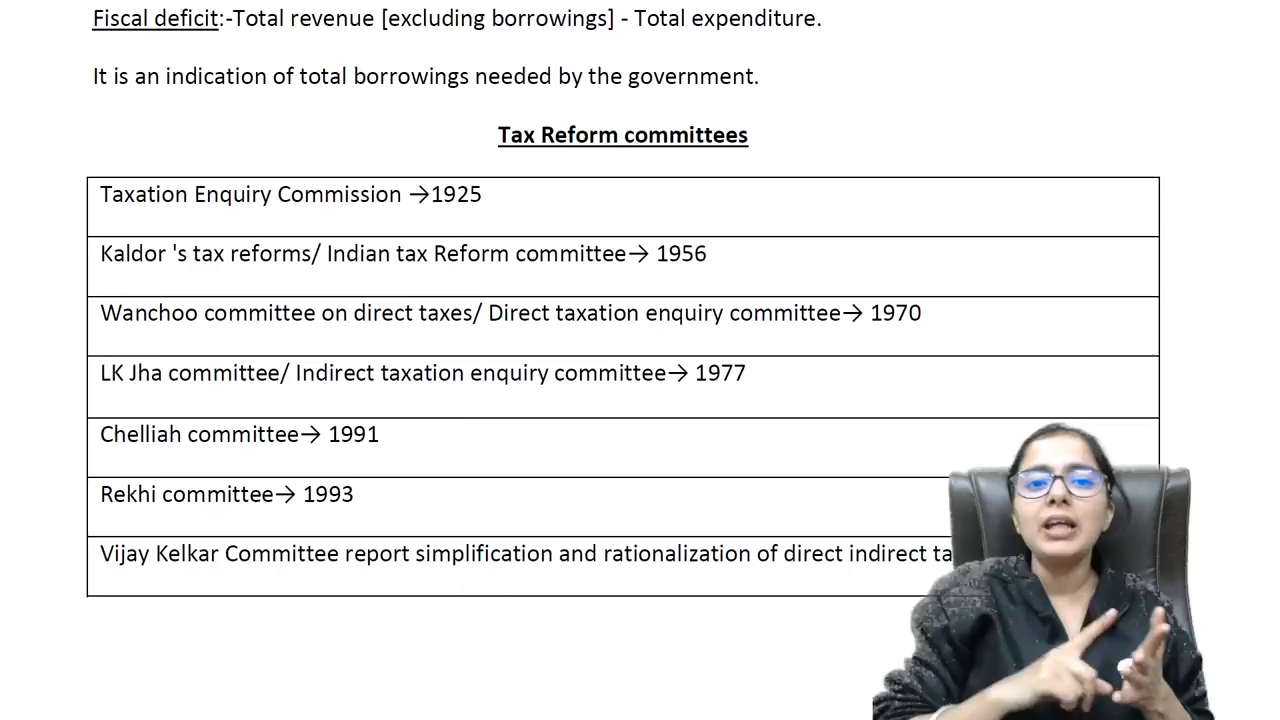 Fiscal deficit:-Total revenue [excluding borrowings] - Total expenditure.
It is an indication of total borrowings needed by the government.
Tax Reform committees
Taxation Enquiry Commission →1925
Kaldor 's tax reforms/ Indian tax Reform committee→ 1956
Wanchoo committee on direct taxes/ Direct taxation enquiry committee→ 1970
LK Jha committee/ Indirect taxation enquiry committee→ 1977
Chelliah committee→ 1991
Rekhi committee→ 1993
Vijay Kelkar Committee report simplification and rationalization of direct indirect